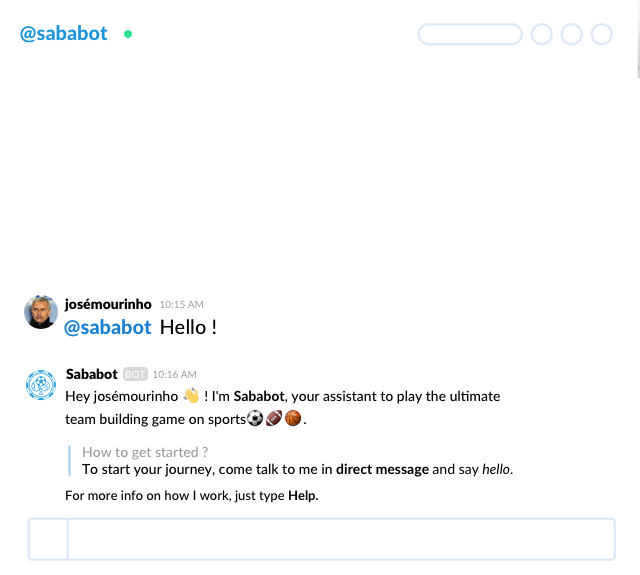 @sababot
josémourinho 10:15 AM
@sababot Hello !
Sababot BOT 10:16 AM
Hey josémourinho 👋 ! I'm Sababot, your assistant to play the ultimate
team building game on sports⚽🏈🏀.
How to get started ?
To start your journey, come talk to me in direct message and say hello.
For more info on how I work, just type Help.